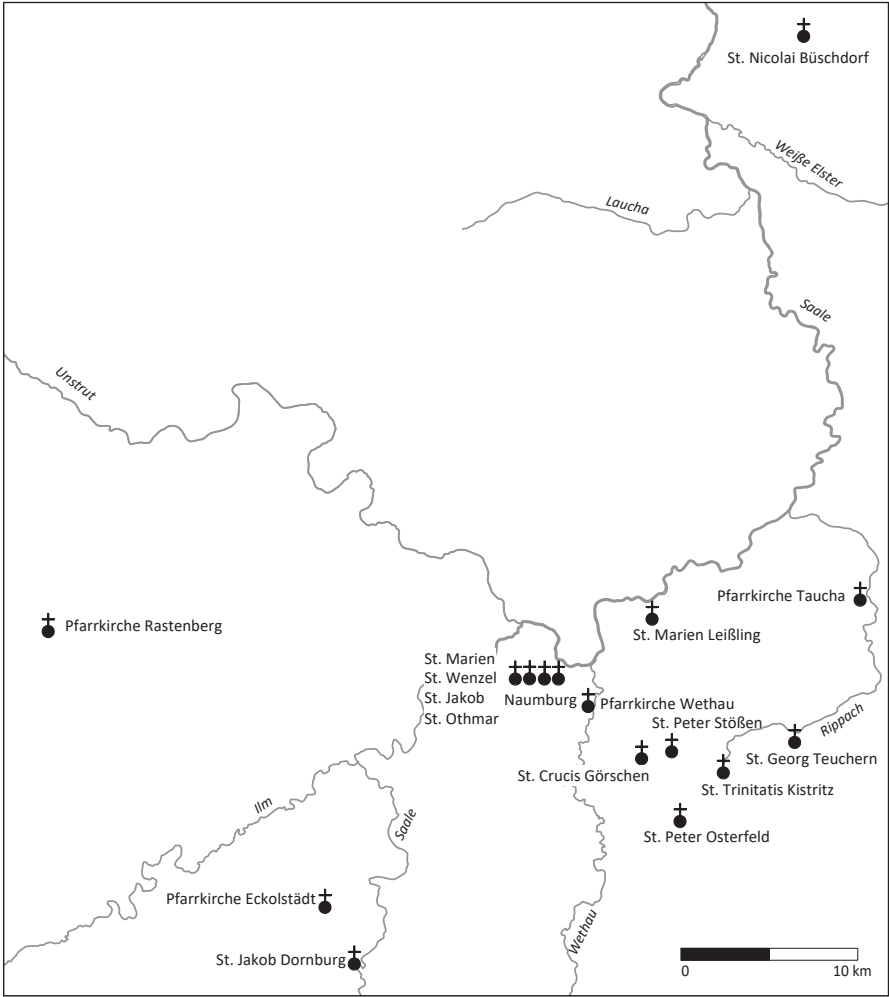 St. Nicolai Büschdorf
Weiße Elster
Laucha
Saale
Unstrut
Pfarrkirche Taucha
Pfarrkirche Rastenberg
St. Marien Leißling
St. Marien
St. Wenzel
St. Jakob
St. Othmar
Naumburg
Pfarrkirche Wethau
St. Peter Stößen
Rippach
St. Georg Teuchern
St. Crucis Görschen
St. Trinitatis Kistritz
Ilm
Saale
St. Peter Osterfeld
Pfarrkirche Eckolstädt
Wethau
St. Jakob Dornburg
0 10 km